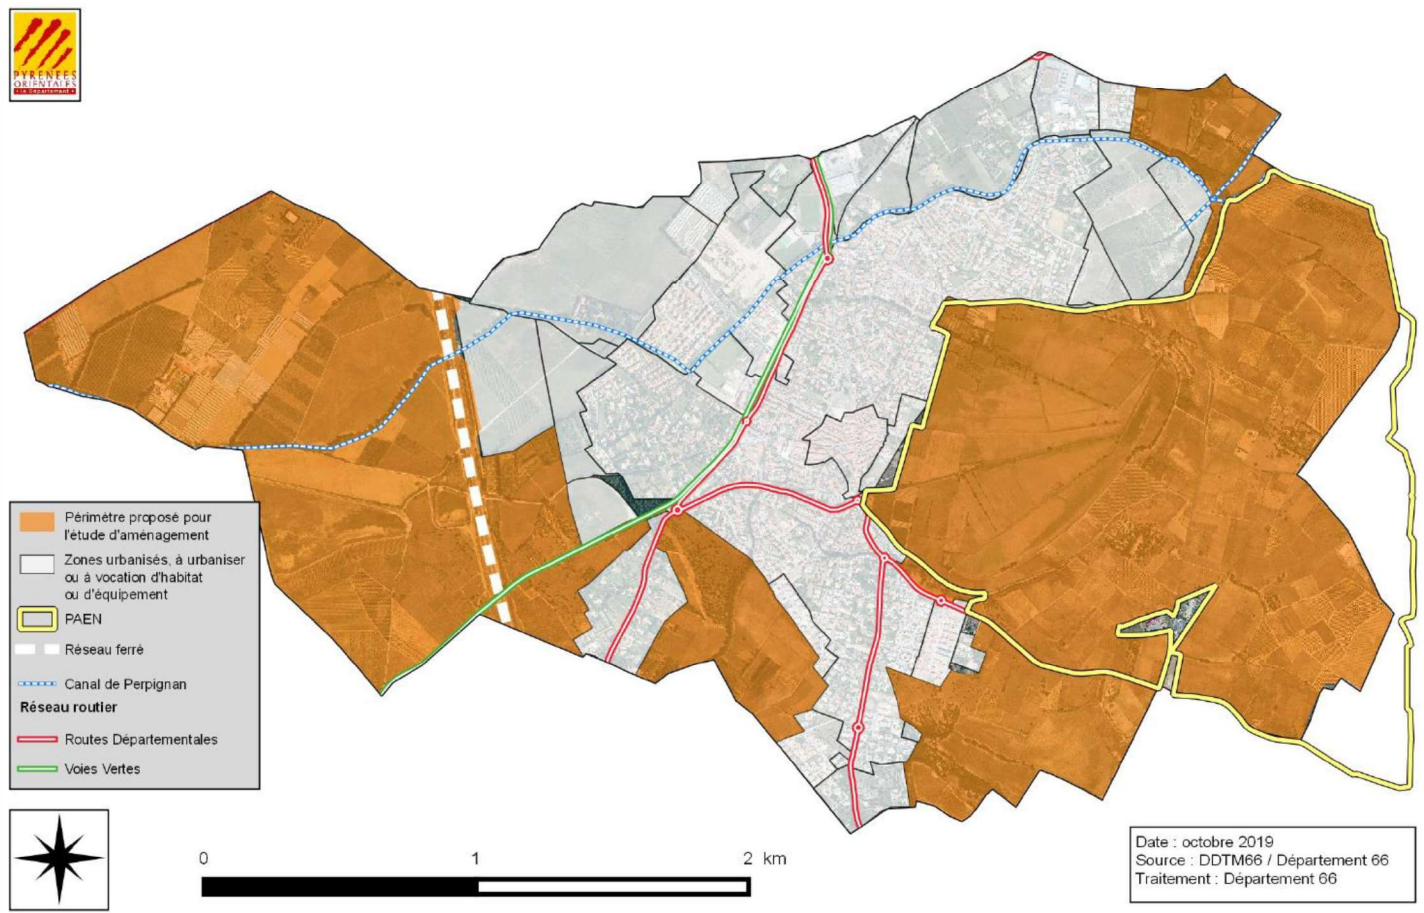 PYRENEES
ORIENTALES
• Le Département •
Périmètre proposé pour
l'étude d'aménagement
Zones urbanisés, à urbaniser
ou à vocation d'habitat
ou d'équipement
PAEN
Réseau ferré
Canal de Perpignan
Réseau routier
Routes Départementales
Voies Vertes
0 1 2 km
Date : octobre 2019
Source : DDTM66 / Département 66
Traitement : Département 66